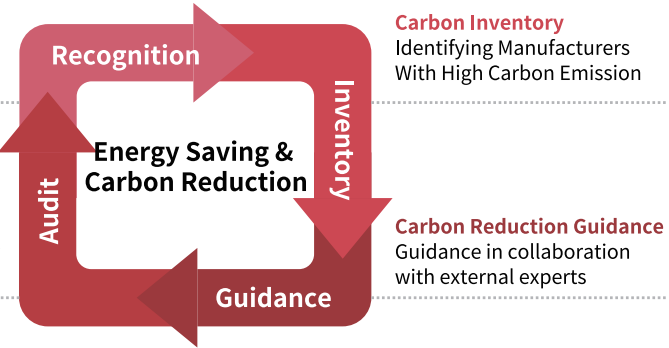 Recognition
Inventory
Energy Saving &
Carbon Reduction
Audit
Guidance
Carbon Inventory
Identifying Manufacturers
With High Carbon Emission
Carbon Reduction Guidance
Guidance in collaboration
with external experts